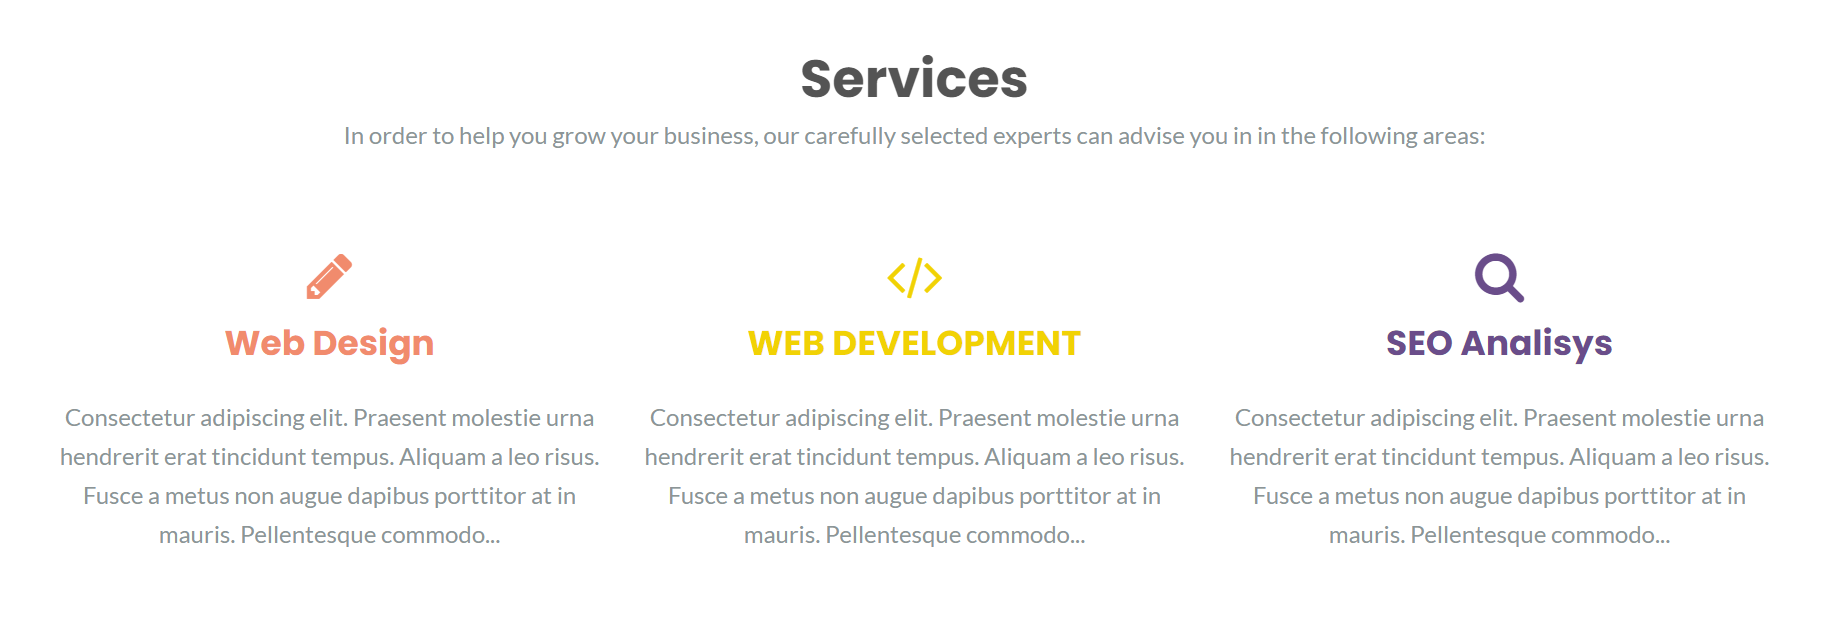 Services
In order to help you grow your business, our carefully selected experts can advise you in in the following areas:
Web Design
Consectetur adipiscing elit. Praesent molestie urna
hendrerit erat tincidunt tempus. Aliquam a leo risus.
Fusce a metus non augue dapibus porttitor at in
mauris. Pellentesque commodo...
WEB DEVELOPMENT
Consectetur adipiscing elit. Praesent molestie urna
hendrerit erat tincidunt tempus. Aliquam a leo risus.
Fusce a metus non augue dapibus porttitor at in
mauris. Pellentesque commodo...
SEO Analisys
Consectetur adipiscing elit. Praesent molestie urna
hendrerit erat tincidunt tempus. Aliquam a leo risus.
Fusce a metus non augue dapibus porttitor at in
mauris. Pellentesque commodo...